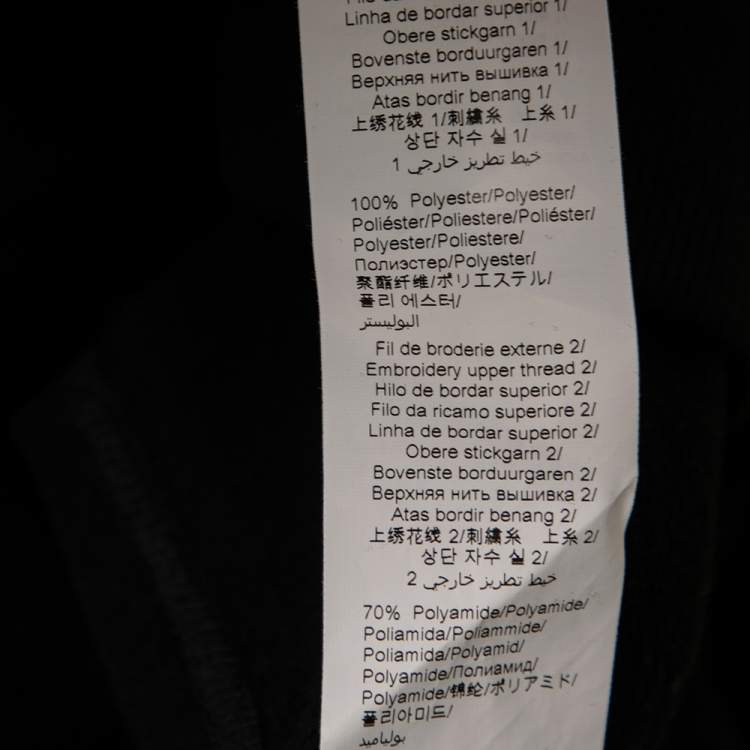 Linha de bordar superior 1/
Obere stickgarn 1/
Bovenste borduurgaren 1/
Верхняя нить вышивка 1/
Atas bordir benang 1/
上绣花线 1/刺繍糸 上糸 1/
상단 자수 실 1/
خيط تطريز خارجي 1
100% Polyester/Polyester/
Poliéster/Poliestere/Poliéster/
Polyester/Poliestere/
Полиэстер/Polyester/
聚酯纤维/ポリエステル/
폴리 에스터/
البوليستر
Fil de broderie externe 2/
Embroidery upper thread 2/
Hilo de bordar superior 2/
Filo da ricamo superiore 2/
Linha de bordar superior 2/
Obere stickgarn 2/
Bovenste borduurgaren 2/
Верхняя нить вышивка 2/
Atas bordir benang 2/
上绣花线 2/刺繍糸 上糸 2/
상단 자수 실 2/
خيط تطريز خارجي 2
70% Polyamide/Polyamide/
Poliamida/Poliammide/
Poliamida/Polyamid/
Polyamide/Полиамид/
Polyamide/锦纶/ポリアミド/
폴리아미드/
بولياميد